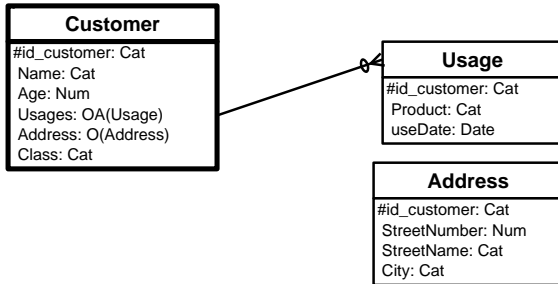 Customer
#id_customer: Cat
Name: Cat
Age: Num
Usages: OA(Usage)
Address: O(Address)
Class: Cat
Usage
#id_customer: Cat
Product: Cat
useDate: Date
Address
#id_customer: Cat
StreetNumber: Num
StreetName: Cat
City: Cat